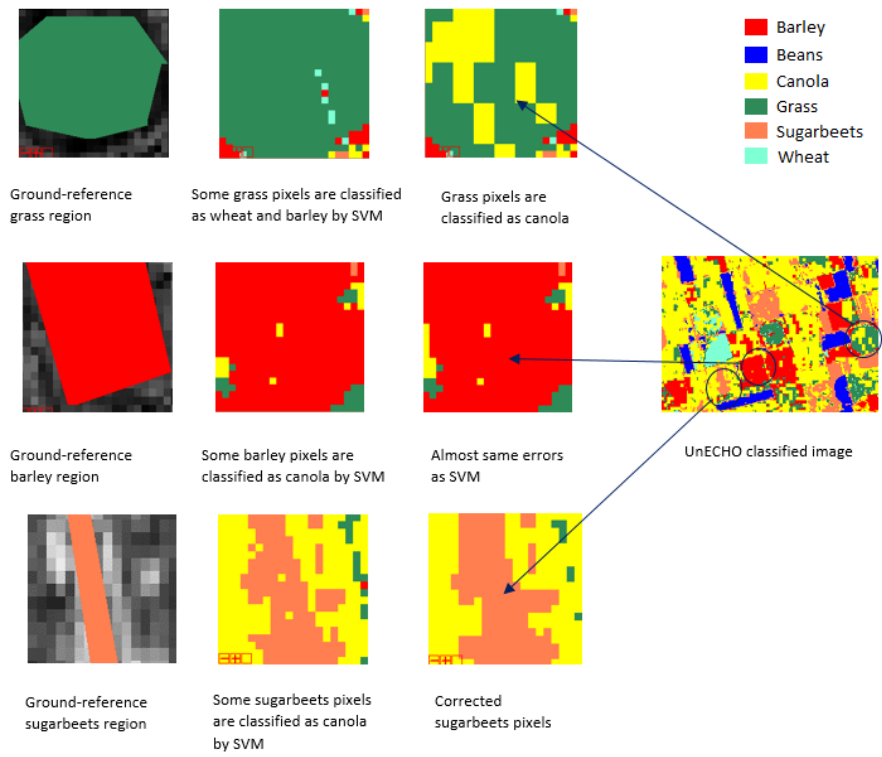 Barley
Beans
Canola
Grass
Sugarbeets
Wheat
Ground-reference
grass region
Some grass pixels are classified
as wheat and barley by SVM
Grass pixels are
classified as canola
Ground-reference
barley region
Some barley pixels are
classified as canola by SVM
Almost same errors
as SVM
UnECHO classified image
Ground-reference
sugarbeets region
Some sugarbeets pixels
are classified as canola
by SVM
Corrected
sugarbeets pixels